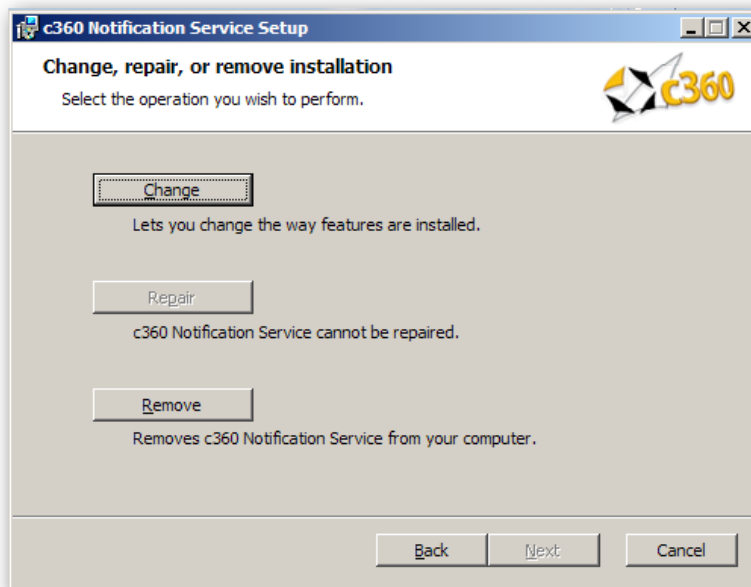 c360 Notification Service Setup
Change, repair, or remove installation
Select the operation you wish to perform.
c360
Change
Lets you change the way features are installed.
Repair
c360 Notification Service cannot be repaired.
Remove
Removes c360 Notification Service from your computer.
Back Next Cancel